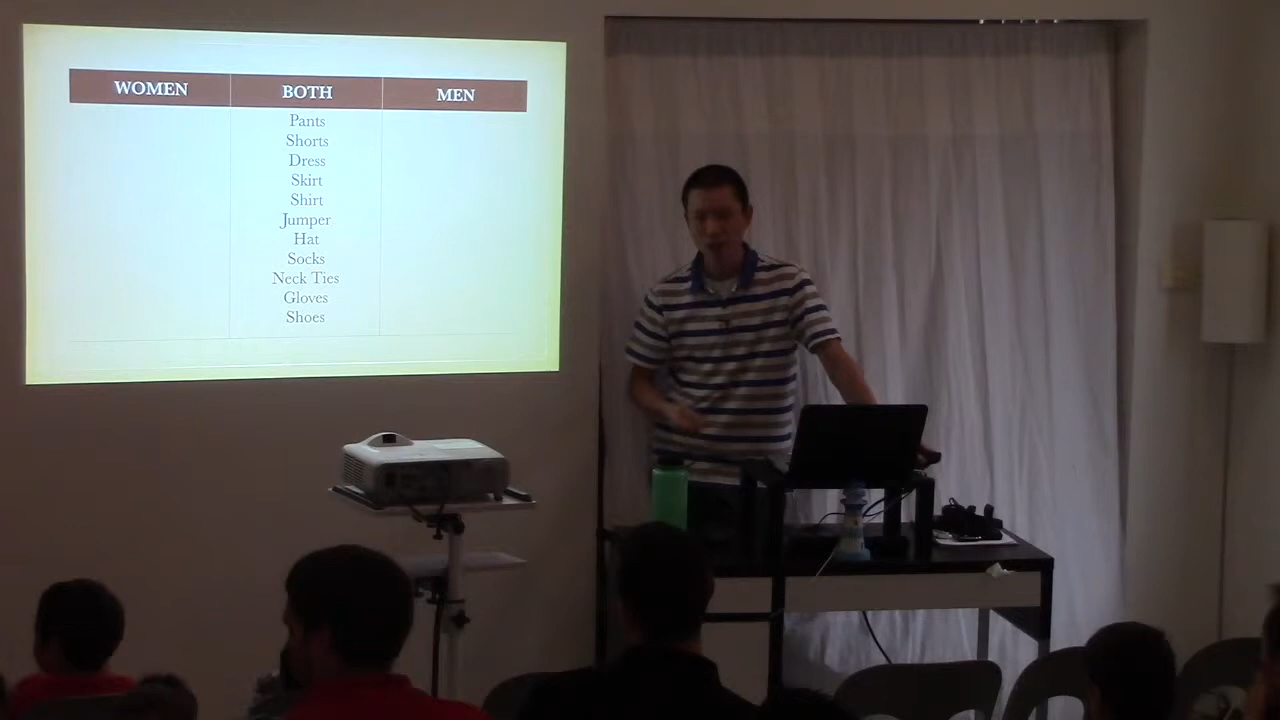 WOMEN BOTH MEN
Pants
Shorts
Dress
Skirt
Shirt
Jumper
Hat
Socks
Neck Ties
Gloves
Shoes